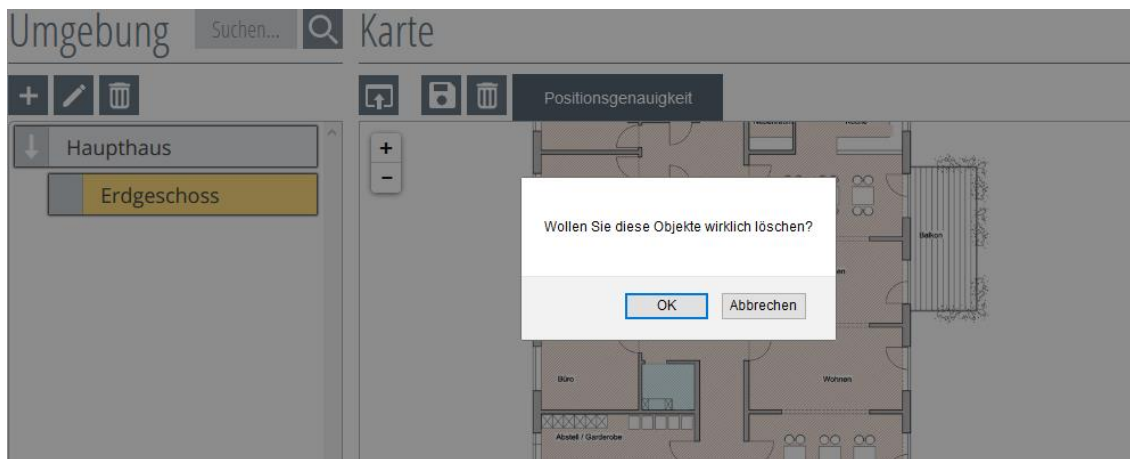 Umgebung
Suchen...
Karte
Positionsgenauigkeit
Haupthaus
Erdgeschoss
+
-
Wollen Sie diese Objekte wirklich löschen?
OK
Abbrechen
Balkon
Büro
Wohnen
Abstell / Garderobe